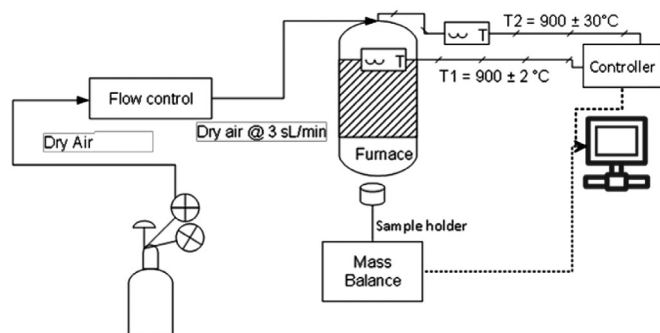 T2 = 900 ± 30°C
T
T
T1 = 900 ± 2 °C
Controller
Flow control
Dry Air
Dry air @ 3 sL/min
Furnace
Sample holder
Mass
Balance